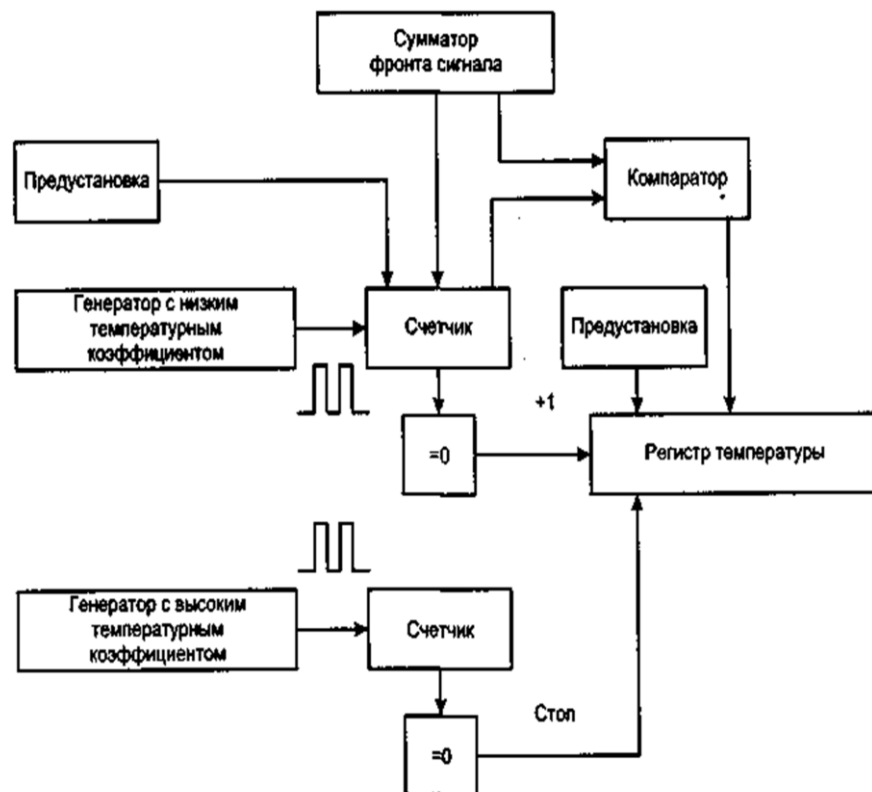 Сумматор
фронта сигнала
Предустановка
Компаратор
Генератор с низким
температурным
коэффициентом
Счетчик
Предустановка
+1
=0
Регистр температуры
Генератор с высоким
температурным
коэффициентом
Счетчик
Стоп
=0